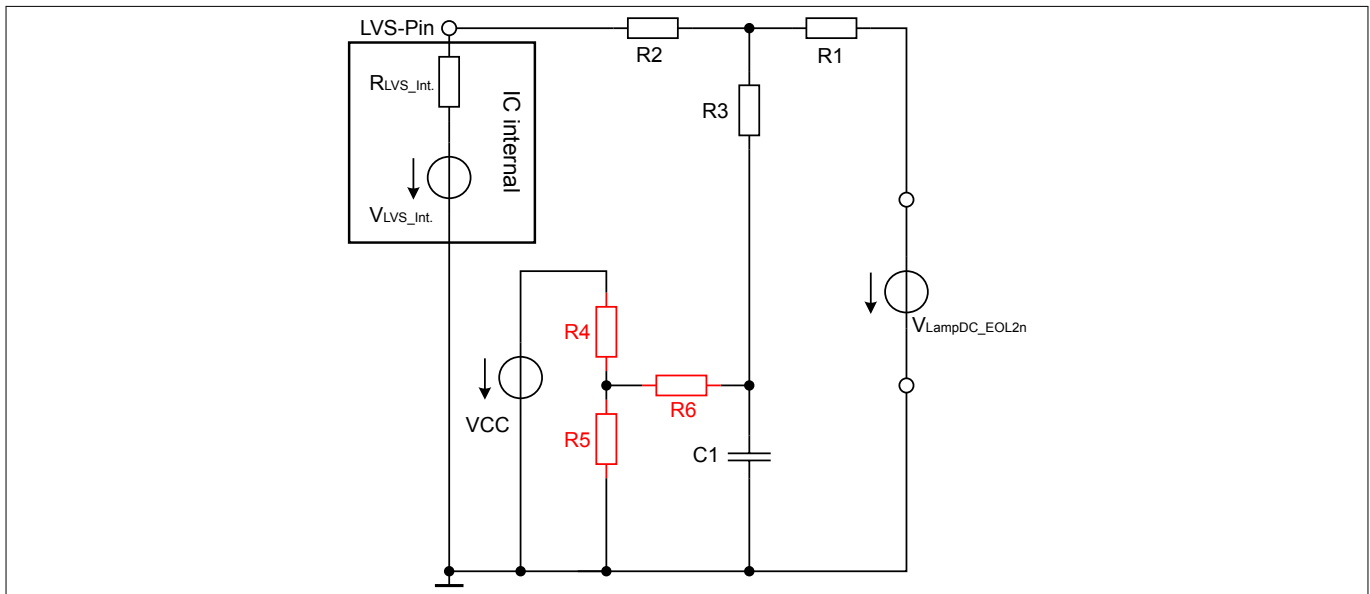 LVS-Pin
R2
R1
RLVS_Int.
IC internal
R3
VLVS_Int.
R4
VLampDC_EOL2n
R6
VCC
R5
C1